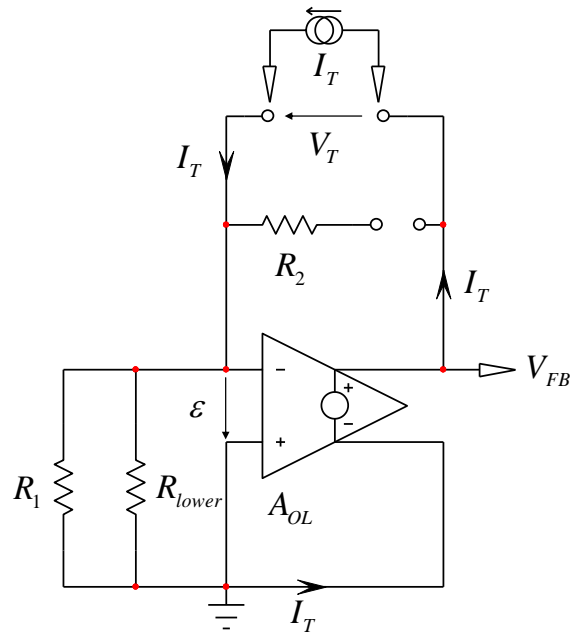 I_T
V_T
I_T
R_2
I_T
V_FB
ε
−
+
+
−
R_1
R_lower
A_OL
I_T